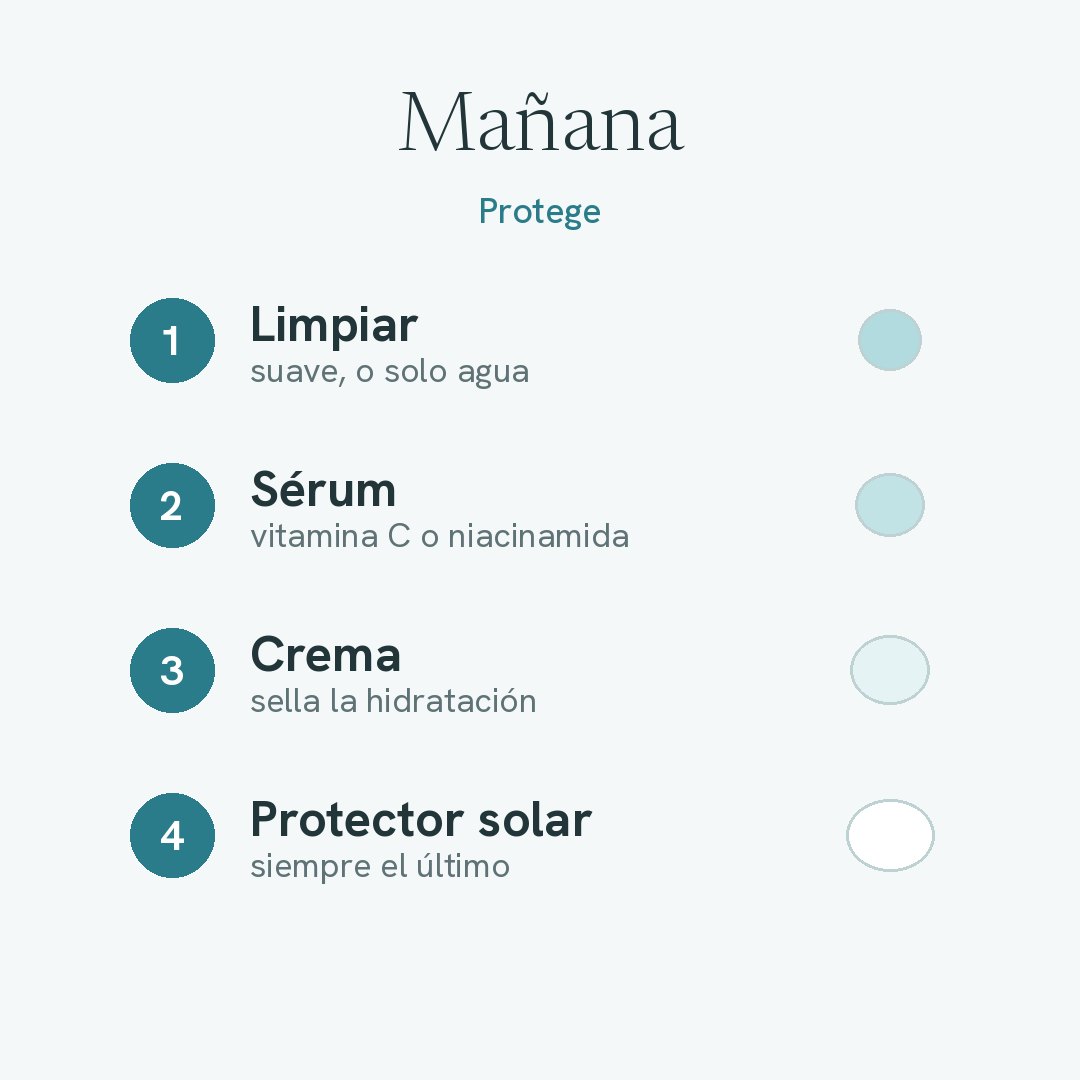 Mañana
Protege
1
Limpiar
suave, o solo agua
2
Sérum
vitamina C o niacinamida
3
Crema
sella la hidratación
4
Protector solar
siempre el último